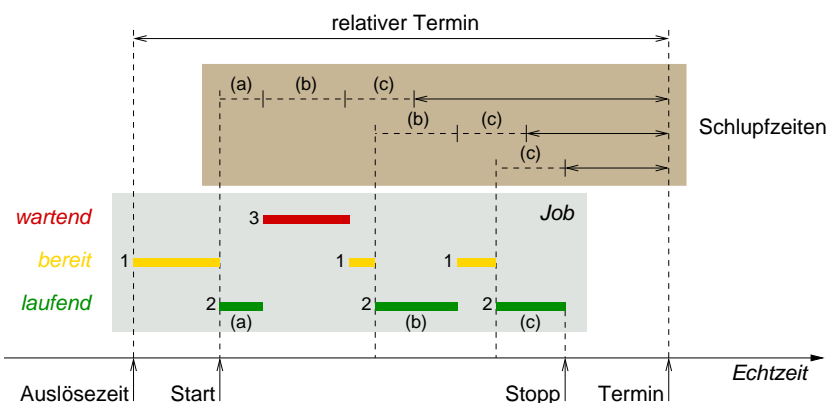 relativer Termin
(a) (b) (c)
(b) (c)
Schlupfzeiten
(c)
wartend 3 Job
bereit 1 1 1
laufend 2 2 2
(a) (b) (c)
Echtzeit
Auslösezeit Start Stopp Termin